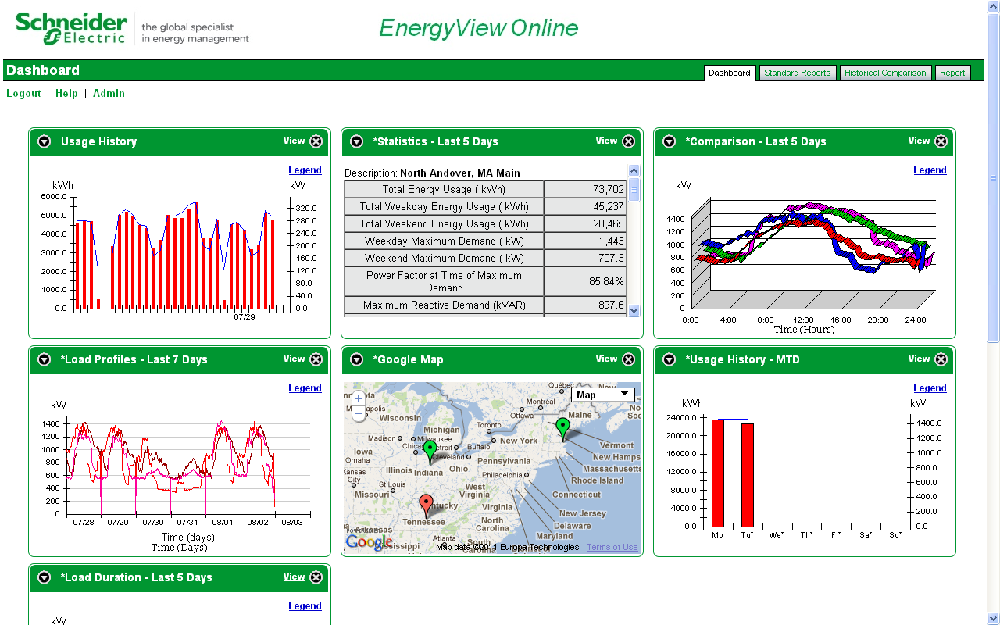 Schneider Electric
the global specialist
in energy management
EnergyView Online
Dashboard
Dashboard Standard Reports Historical Comparison Report
Logout | Help | Admin
Usage History View
Legend
kWh kW
6000.0
5000.0
4000.0
3000.0
2000.0
1000.0
0.0
320.0
280.0
240.0
200.0
160.0
120.0
80.0
40.0
0.0
07/29
*Statistics - Last 5 Days View
Description: North Andover, MA Main
Total Energy Usage ( kWh) 73,702
Total Weekday Energy Usage ( kWh) 45,237
Total Weekend Energy Usage ( kWh) 28,465
Weekday Maximum Demand ( kW) 1,443
Weekend Maximum Demand ( kW) 707.3
Power Factor at Time of Maximum
Demand 85.84%
Maximum Reactive Demand (kVAR) 897.6
*Comparison - Last 5 Days View
Legend
kW
1400
1200
1000
800
600
400
200
0
0:00 4:00 8:00 12:00 16:00 20:00 24:00
Time (Hours)
*Load Profiles - Last 7 Days View
Legend
kW
1400
1200
1000
800
600
400
200
0
07/28 07/29 07/30 07/31 08/01 08/02 08/03
Time (days)
Time (Days)
*Google Map View
Map
Québec
Montréal
Ottawa
Maine
Wisconsin
Michigan
Toronto
Madison
Milwaukee
Buffalo
New York
Vermont
New Hamps
Massachusetts
Rhode Island
Iowa
Omaha
Cleveland
Pennsylvania
Illinois
Indiana
Ohio
Philadelphia
Kansas
City
St Louis
Missouri
West
Virginia
Connecticut
Virginia
New Jersey
Delaware
Maryland
Tennessee
North
Carolina
Atlanta
South
Google
Map data ©2011 Europa Technologies - Terms of Use
*Usage History - MTD View
Legend
kWh kW
24000.0
20000.0
16000.0
12000.0
8000.0
4000.0
0.0
1400.0
1200.0
1000.0
800.0
600.0
400.0
200.0
0.0
Mo Tu* We* Th* Fr* Sa* Su*
*Load Duration - Last 5 Days View
Legend
kW